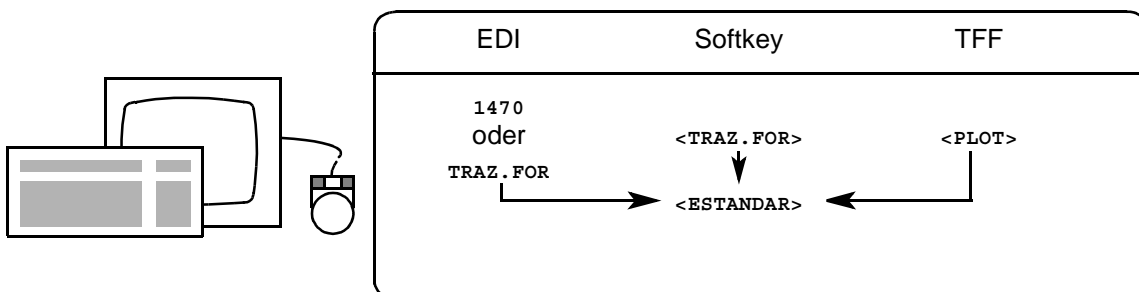 EDI Softkey TFF
1470
oder <TRAZ.FOR> <PLOT>
TRAZ.FOR
<ESTANDAR>